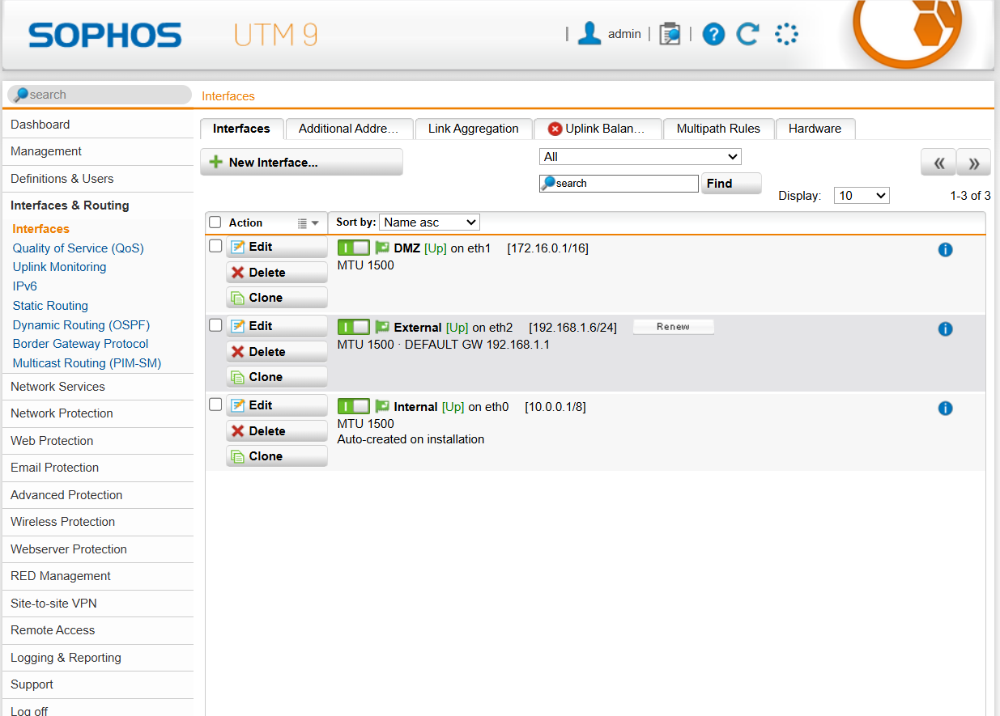 SOPHOS UTM 9
| admin | |
search
Interfaces
Dashboard
Management
Definitions & Users
Interfaces & Routing
Interfaces
Quality of Service (QoS)
Uplink Monitoring
IPv6
Static Routing
Dynamic Routing (OSPF)
Border Gateway Protocol
Multicast Routing (PIM-SM)
Network Services
Network Protection
Web Protection
Email Protection
Advanced Protection
Wireless Protection
Webserver Protection
RED Management
Site-to-site VPN
Remote Access
Logging & Reporting
Support
Log off
Interfaces Additional Addre... Link Aggregation Uplink Balan... Multipath Rules Hardware
New Interface...
All
search Find
Display: 10 1-3 of 3
Action Sort by: Name asc
Edit
Delete
Clone
DMZ [Up] on eth1 [172.16.0.1/16]
MTU 1500
Edit
Delete
Clone
External [Up] on eth2 [192.168.1.6/24] Renew
MTU 1500 · DEFAULT GW 192.168.1.1
Edit
Delete
Clone
Internal [Up] on eth0 [10.0.0.1/8]
MTU 1500
Auto-created on installation